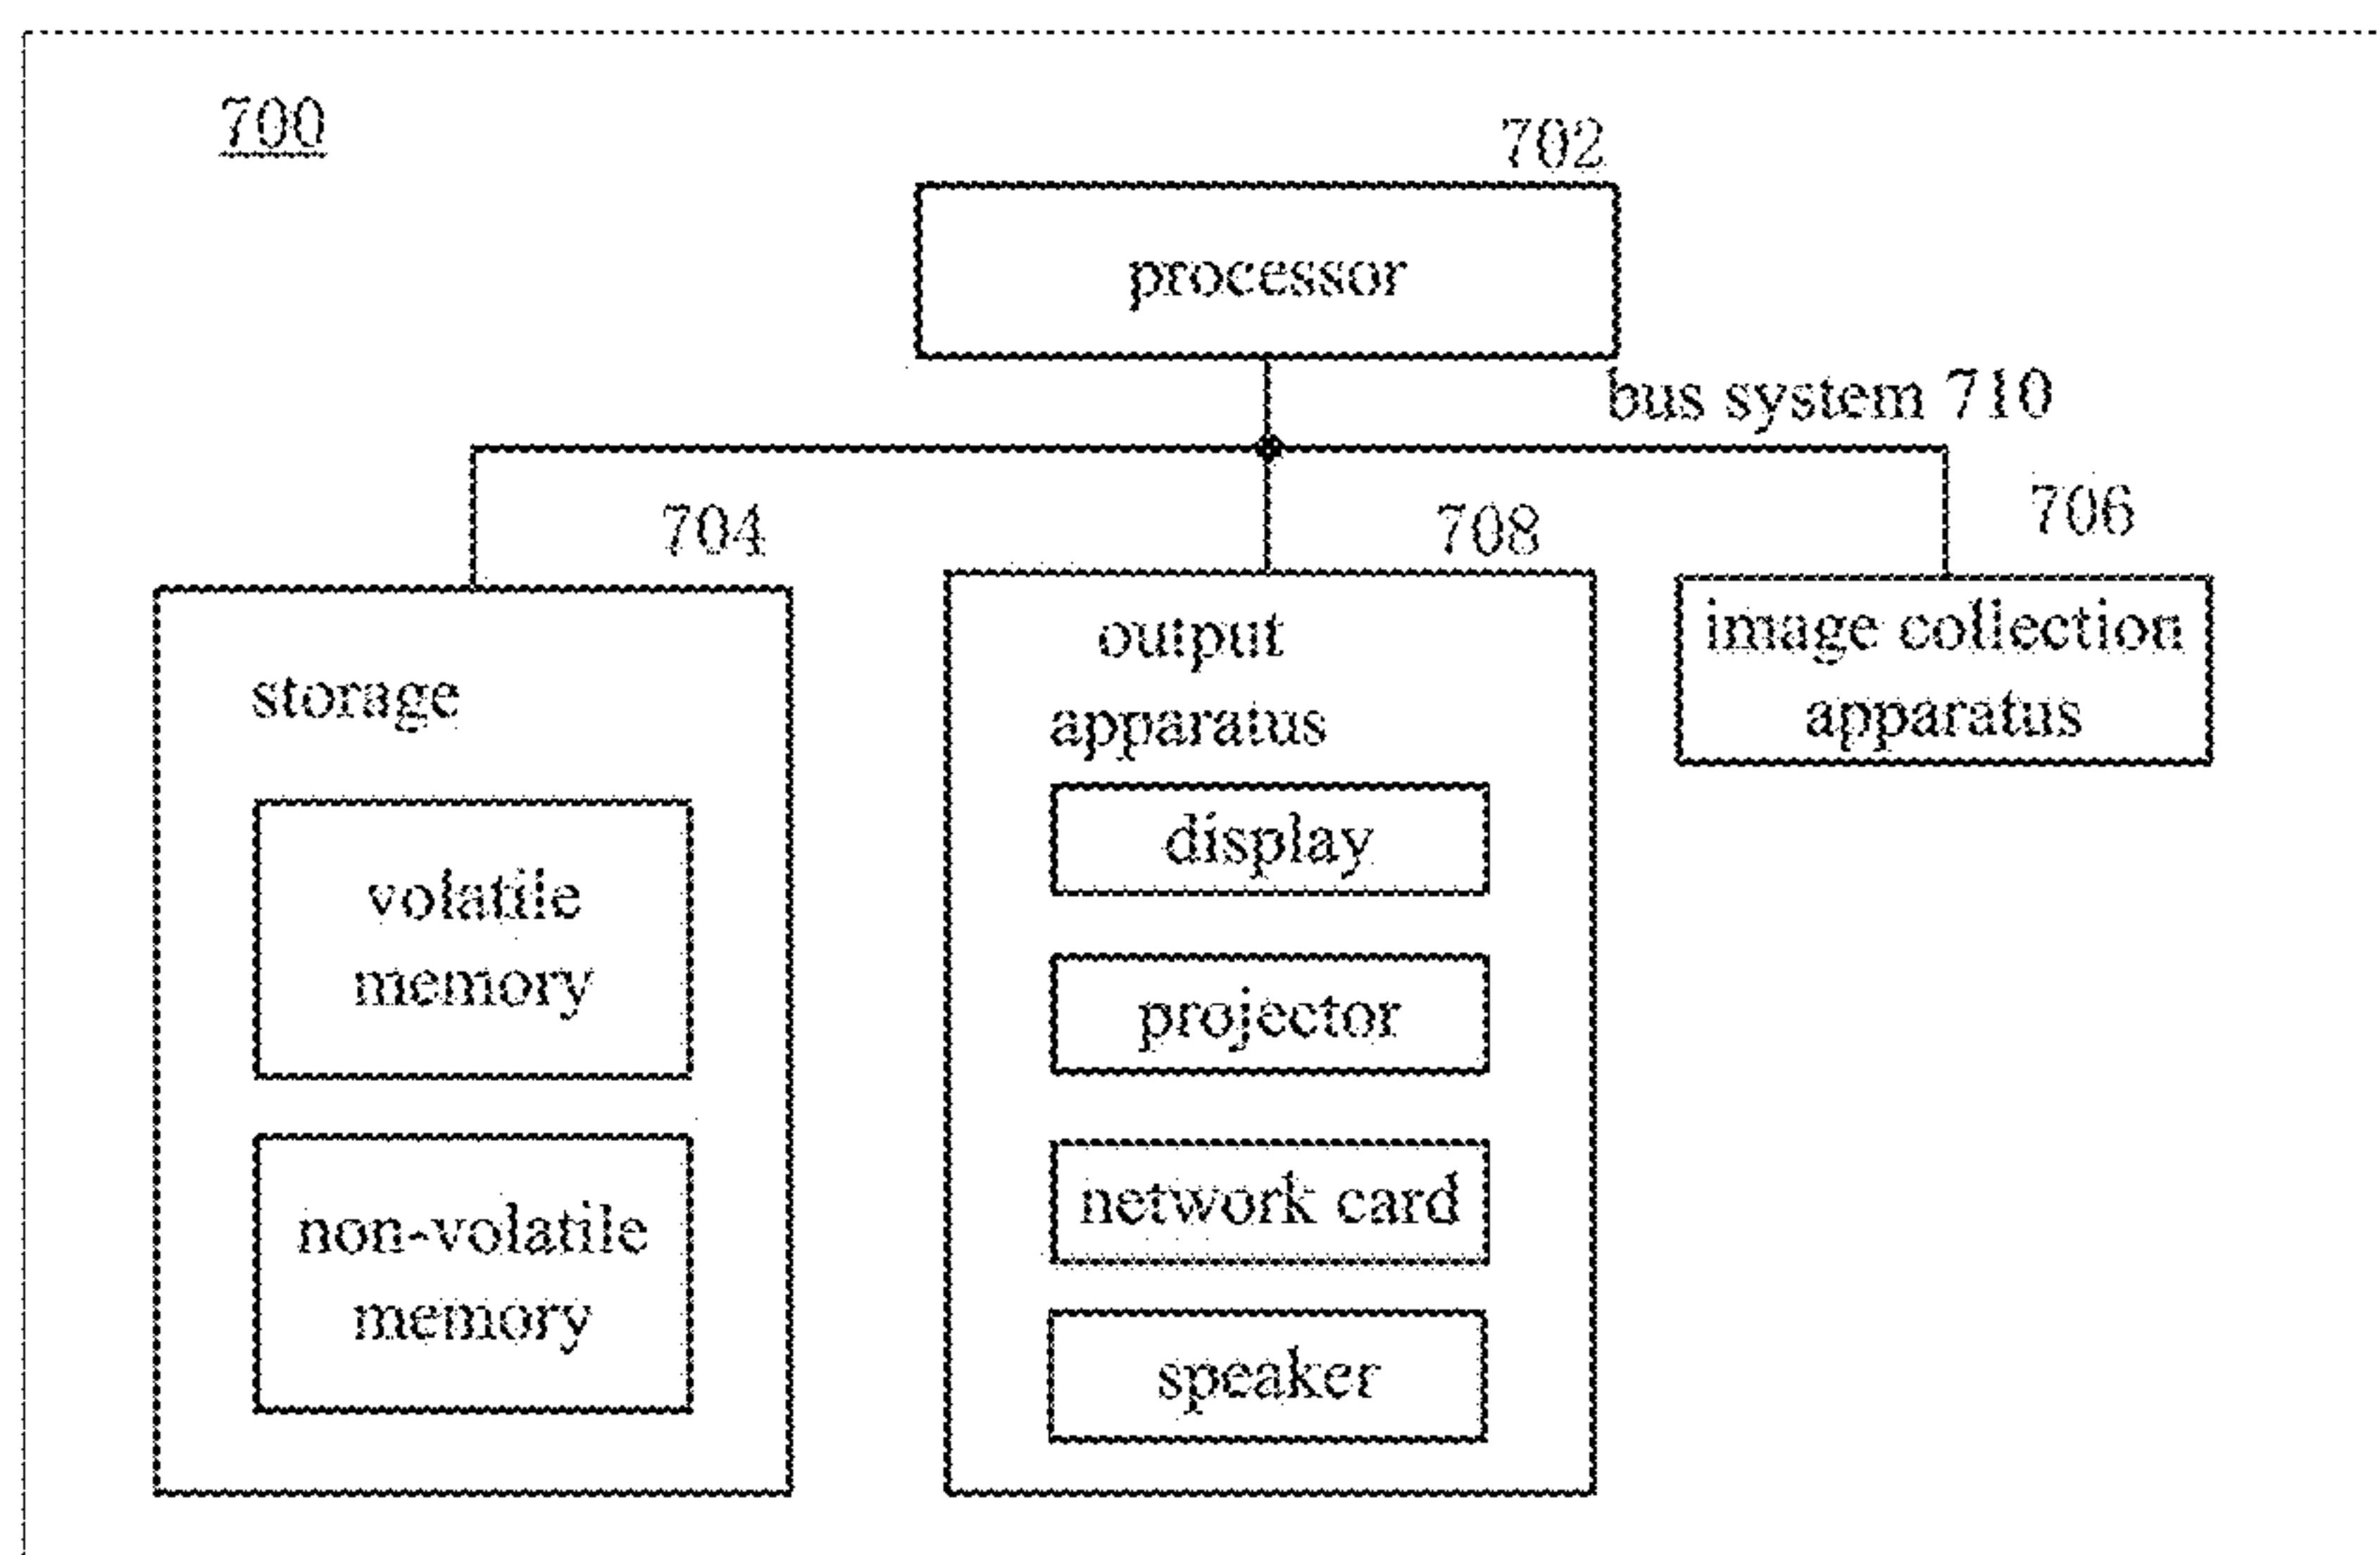 700
702
processor
bus system 710
704
708
706
storage
volatile
memory
non-volatile
memory
output
apparatus
display
projector
network card
speaker
image collection
apparatus